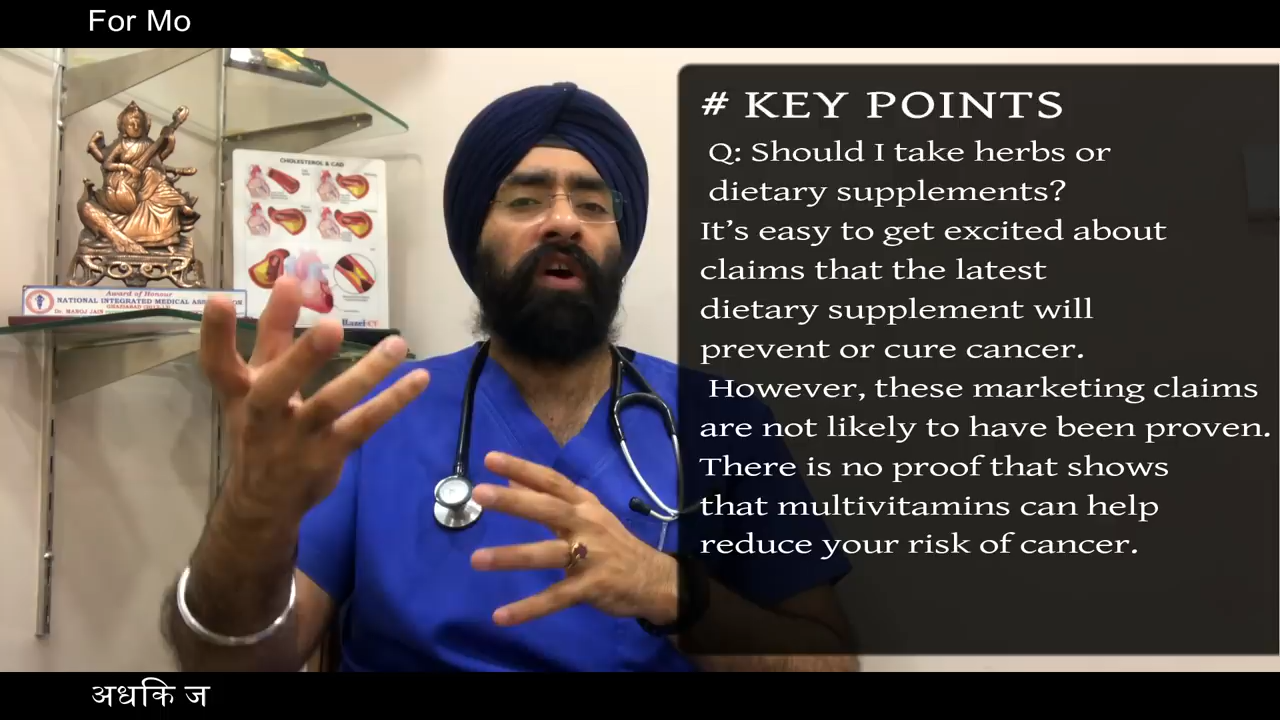 For Mo
# KEY POINTS
Q: Should I take herbs or
dietary supplements?
It’s easy to get excited about
claims that the latest
dietary supplement will
prevent or cure cancer.
However, these marketing claims
are not likely to have been proven.
There is no proof that shows
that multivitamins can help
reduce your risk of cancer.
CHOLESTEROL & CAD
Award of Honour
NATIONAL INTEGRATED MEDICAL ASSOCIATION
Dr. MANOJ JAIN
अधकि ज